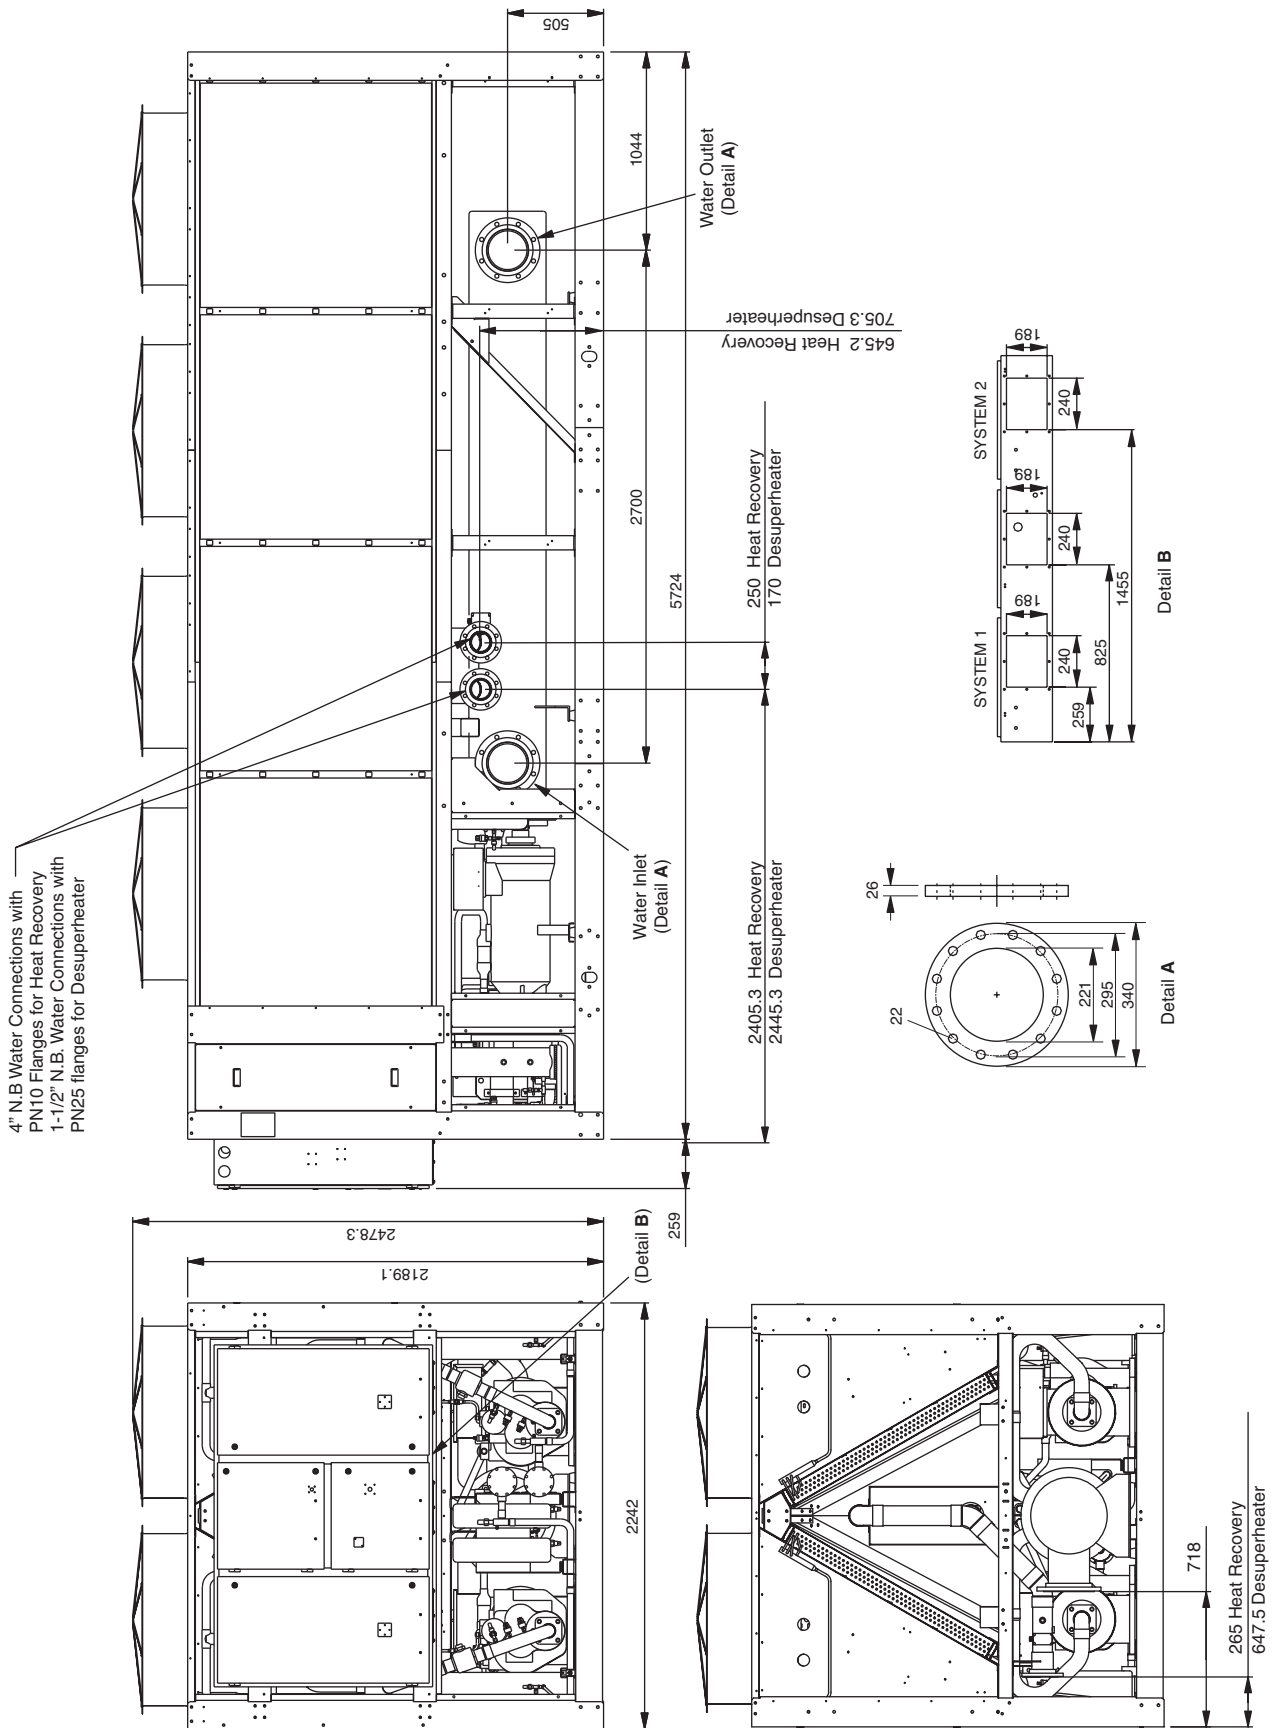 4" N.B Water Connections with
PN10 Flanges for Heat Recovery
1-1/2" N.B. Water Connections with
PN25 flanges for Desuperheater
505
1044
Water Outlet
(Detail A)
2700
645.2 Heat Recovery
705.3 Desuperheater
5724
250 Heat Recovery
170 Desuperheater
Water Inlet
(Detail A)
2405.3 Heat Recovery
2445.3 Desuperheater
259
2478.3
2189.1
(Detail B)
2242
718
265 Heat Recovery
647.5 Desuperheater
26
22
221
295
340
Detail A
SYSTEM 1
SYSTEM 2
189
189
189
240
240
240
259
825
1455
Detail B